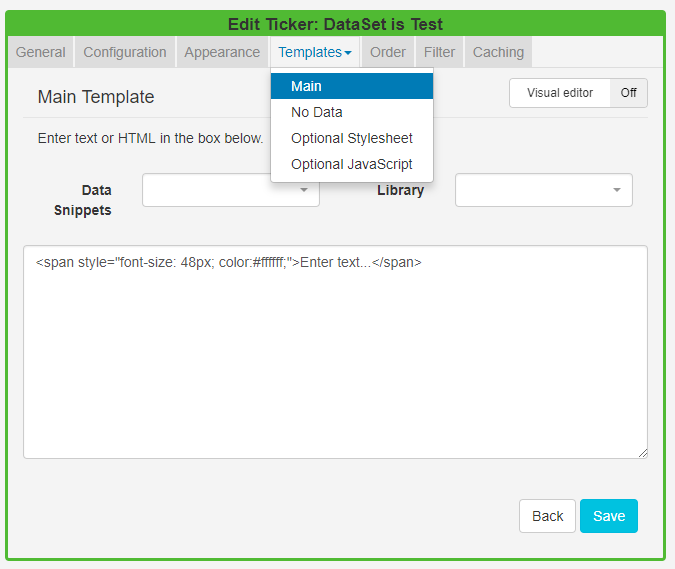 Edit Ticker: DataSet is Test
General Configuration Appearance Templates Order Filter Caching
Main
No Data
Optional Stylesheet
Optional JavaScript
Main Template
Visual editor Off
Enter text or HTML in the box below.
Data Snippets
Library
<span style="font-size: 48px; color:#ffffff;">Enter text...</span>
Back Save